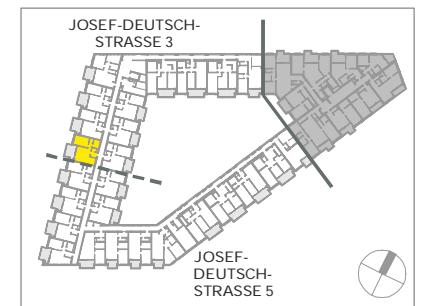 JOSEF-DEUTSCH-
STRASSE 3
JOSEF-
DEUTSCH-
STRASSE 5